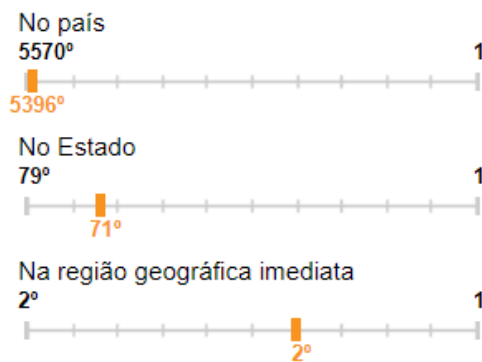 No país
5570º 1
5396º
No Estado
79º 1
71º
Na região geográfica imediata
2º 1
2º